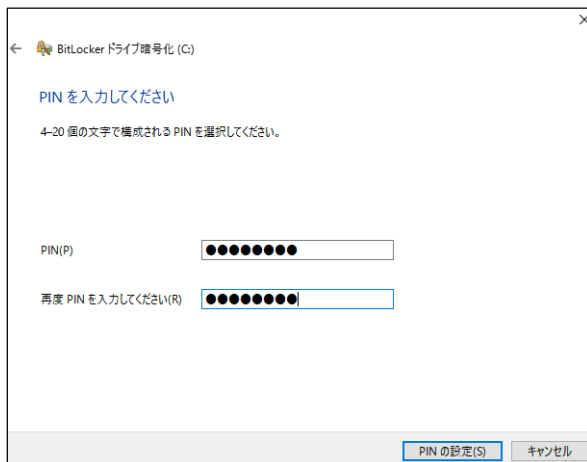 BitLocker ドライブ暗号化 (C:)
PIN を入力してください
4–20 個の文字で構成される PIN を選択してください。
PIN(P)
●●●●●●●●
再度 PIN を入力してください(R)
●●●●●●●●
PIN の設定(S)
キャンセル